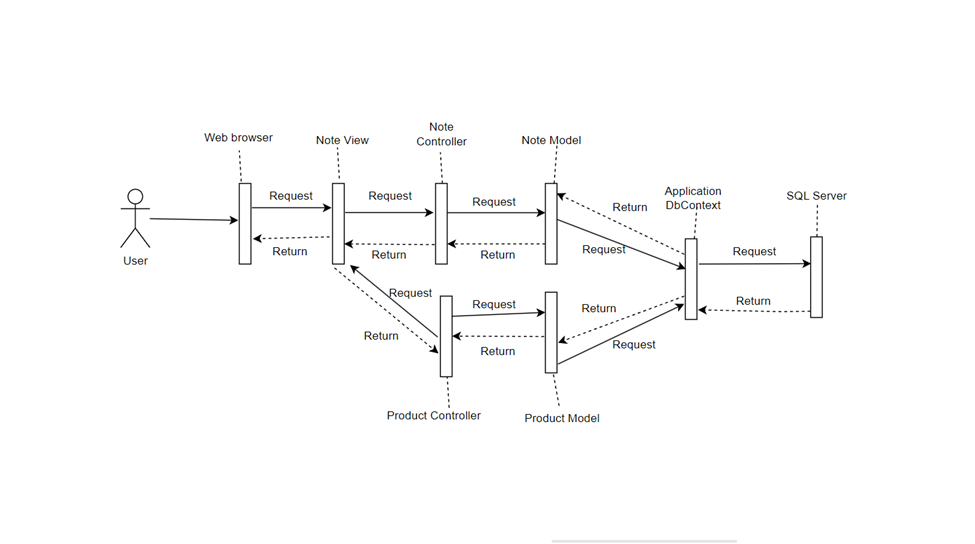 Note
Web browser
Note View
Controller
Note Model
Application
DbContext
SQL Server
Request
Request
Request
Return
Request
Request
Return
Return
Return
User
Request
Request
Return
Return
Return
Return
Request
Product Controller
Product Model